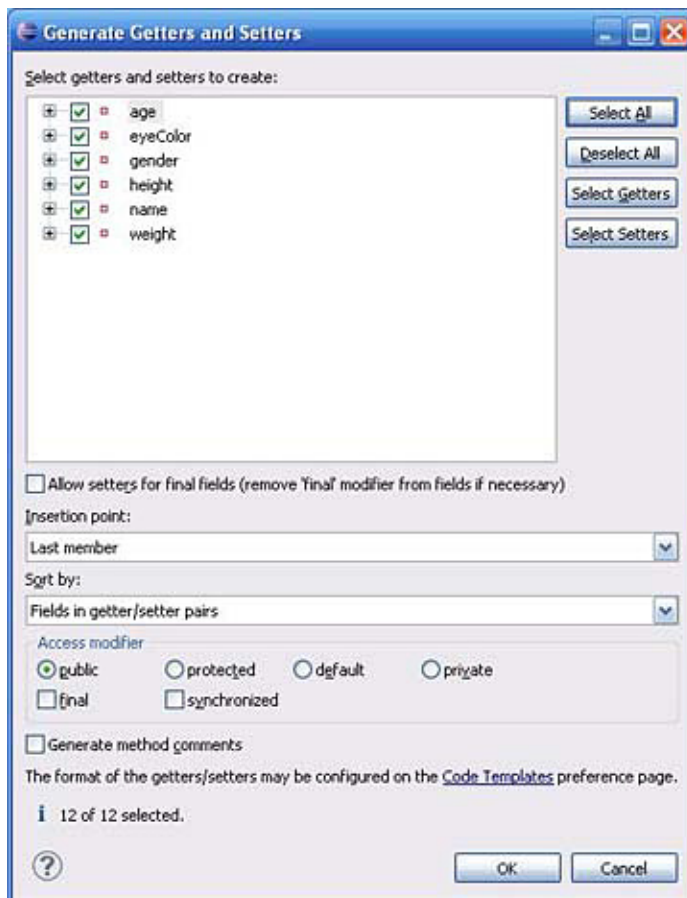 Generate Getters and Setters
Select getters and setters to create:
age
eyeColor
gender
height
name
weight
Select All
Deselect All
Select Getters
Select Setters
Allow setters for final fields (remove 'final' modifier from fields if necessary)
Insertion point:
Last member
Sort by:
Fields in getter/setter pairs
Access modifier
public protected default private
final synchronized
Generate method comments
The format of the getters/setters may be configured on the Code Templates preference page.
i 12 of 12 selected.
? OK Cancel